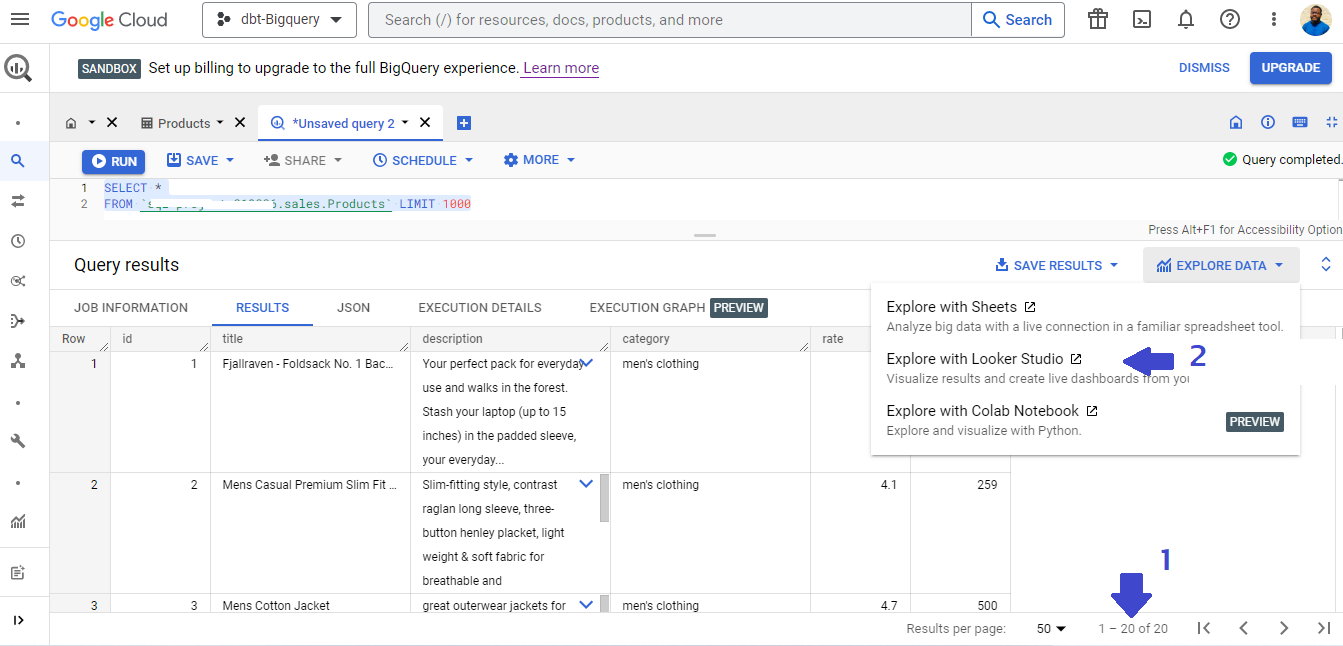 Google Cloud dbt-Bigquery Search (/) for resources, docs, products, and more Search
SANDBOX Set up billing to upgrade to the full BigQuery experience. Learn more DISMISS UPGRADE
Products *Unsaved query 2
RUN SAVE SHARE SCHEDULE MORE Query completed.
1 SELECT *
2 FROM .sales.Products` LIMIT 1000
Press Alt+F1 for Accessibility Option
Query results SAVE RESULTS EXPLORE DATA
JOB INFORMATION RESULTS JSON EXECUTION DETAILS EXECUTION GRAPH PREVIEW
Explore with Sheets
Analyze big data with a live connection in a familiar spreadsheet tool.
Explore with Looker Studio 2
Visualize results and create live dashboards from you
Explore with Colab Notebook
Explore and visualize with Python. PREVIEW
Row id title description category rate
1 1 Fjallraven - Foldsack No. 1 Bac... Your perfect pack for everyday men's clothing
use and walks in the forest.
Stash your laptop (up to 15
inches) in the padded sleeve,
your everyday...
2 2 Mens Casual Premium Slim Fit ... Slim-fitting style, contrast men's clothing 4.1 259
raglan long sleeve, three-
button henley placket, light
weight & soft fabric for
breathable and
3 3 Mens Cotton Jacket great outerwear jackets for men's clothing 4.7 500
1
Results per page: 50 1 – 20 of 20